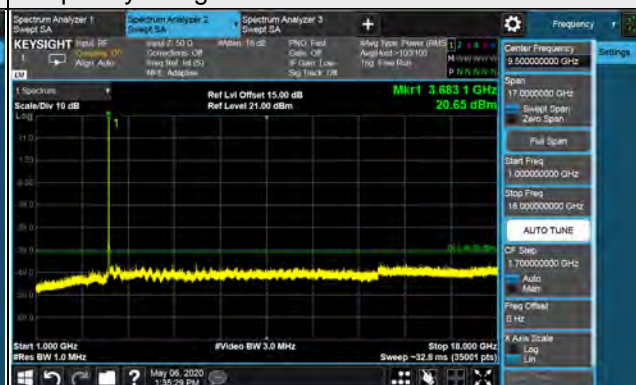 Spectrum Analyzer 1
Swept SA
Spectrum Analyzer 2
Swept SA
Spectrum Analyzer 3
Swept SA
+
Frequency
KEYSIGHT
Input: RF
Align: Auto
Input Z: 50 Ω
Corrections: Off
Freq Ref: Int (S)
NFE: Adaptive
#Atten: 16 dB
PNO: Fast
Gate: Off
IF Gain: Low
Sig Track: Off
#Avg Type: Power (RMS)
Avg|Hold:>100/100
Trig: Free Run
Center Frequency
9.500000000 GHz
Settings
Span
17.0000000 GHz
Swept Span
Zero Span
Full Span
Start Freq
1.000000000 GHz
Stop Freq
18.000000000 GHz
AUTO TUNE
CF Step
1.700000000 GHz
Auto
Man
Freq Offset
0 Hz
X Axis Scale
Log
Lin
1 Spectrum
Scale/Div 10 dB
Log
Ref Lvl Offset 15.00 dB
Ref Level 21.00 dBm
Mkr1 3.683 1 GHz
20.65 dBm
1
Start 1.000 GHz
#Res BW 1.0 MHz
#Video BW 3.0 MHz
Stop 18.000 GHz
Sweep ~32.8 ms (35001 pts)
May 06, 2020
1:35:29 PM